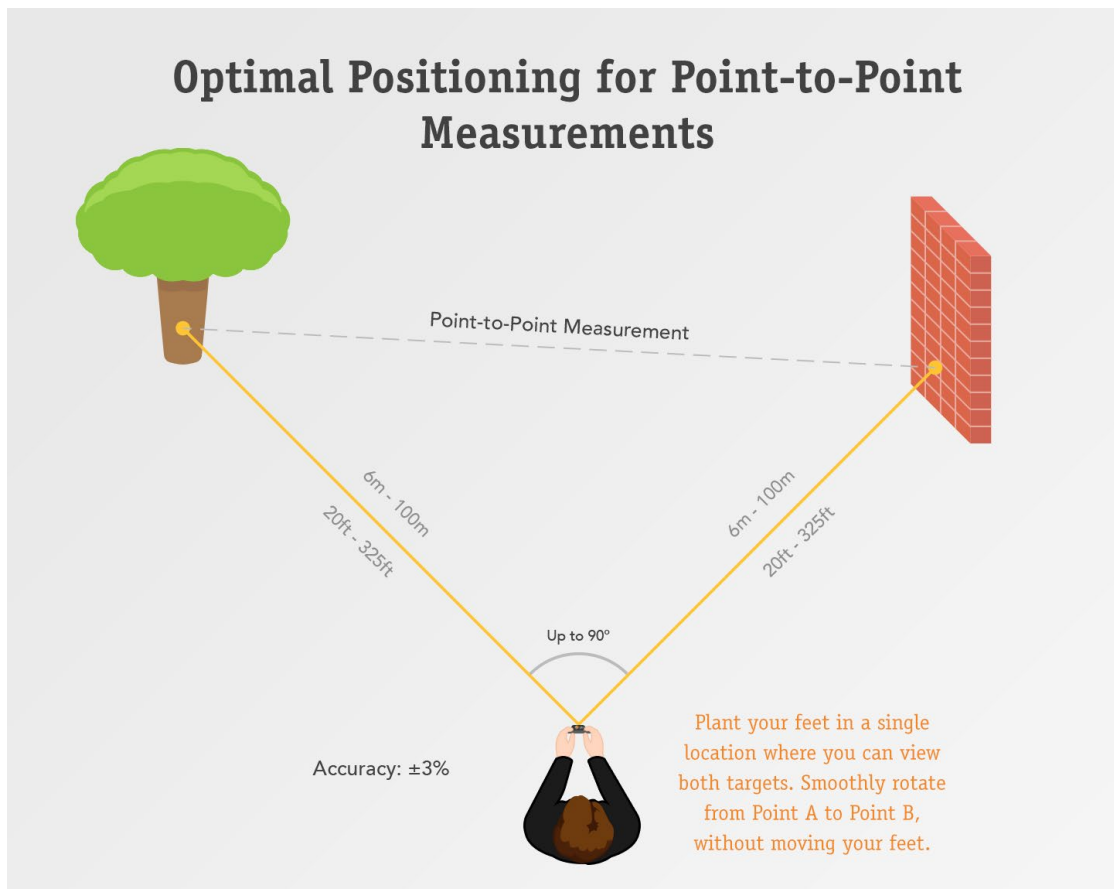 Optimal Positioning for Point-to-Point
Measurements
Point-to-Point Measurement
6m - 100m
20ft - 325ft
6m - 100m
20ft - 325ft
Up to 90°
Accuracy: ±3%
Plant your feet in a single
location where you can view
both targets. Smoothly rotate
from Point A to Point B,
without moving your feet.